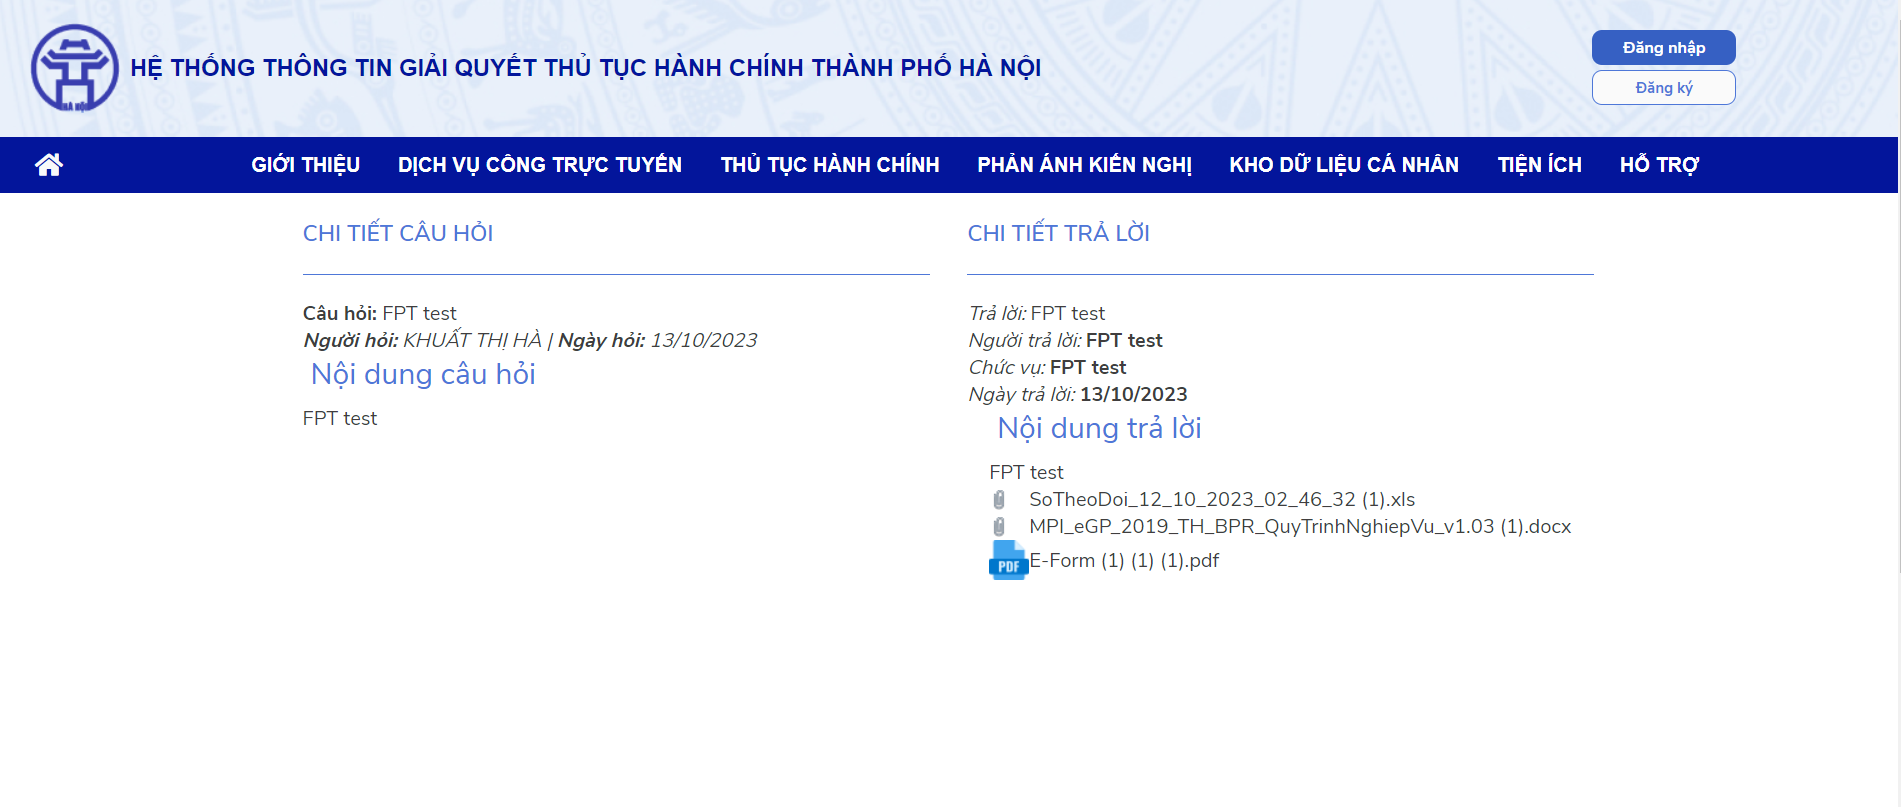 HÀ NỘI
HỆ THỐNG THÔNG TIN GIẢI QUYẾT THỦ TỤC HÀNH CHÍNH THÀNH PHỐ HÀ NỘI
Đăng nhập
Đăng ký
GIỚI THIỆU DỊCH VỤ CÔNG TRỰC TUYẾN THỦ TỤC HÀNH CHÍNH PHẢN ÁNH KIẾN NGHỊ KHO DỮ LIỆU CÁ NHÂN TIỆN ÍCH HỖ TRỢ
CHI TIẾT CÂU HỎI
Câu hỏi: FPT test
Người hỏi: KHUẤT THỊ HÀ | Ngày hỏi: 13/10/2023
Nội dung câu hỏi
FPT test
CHI TIẾT TRẢ LỜI
Trả lời: FPT test
Người trả lời: FPT test
Chức vụ: FPT test
Ngày trả lời: 13/10/2023
Nội dung trả lời
FPT test
SoTheoDoi_12_10_2023_02_46_32 (1).xls
MPI_eGP_2019_TH_BPR_QuyTrinhNghiepVu_v1.03 (1).docx
PDF E-Form (1) (1) (1).pdf